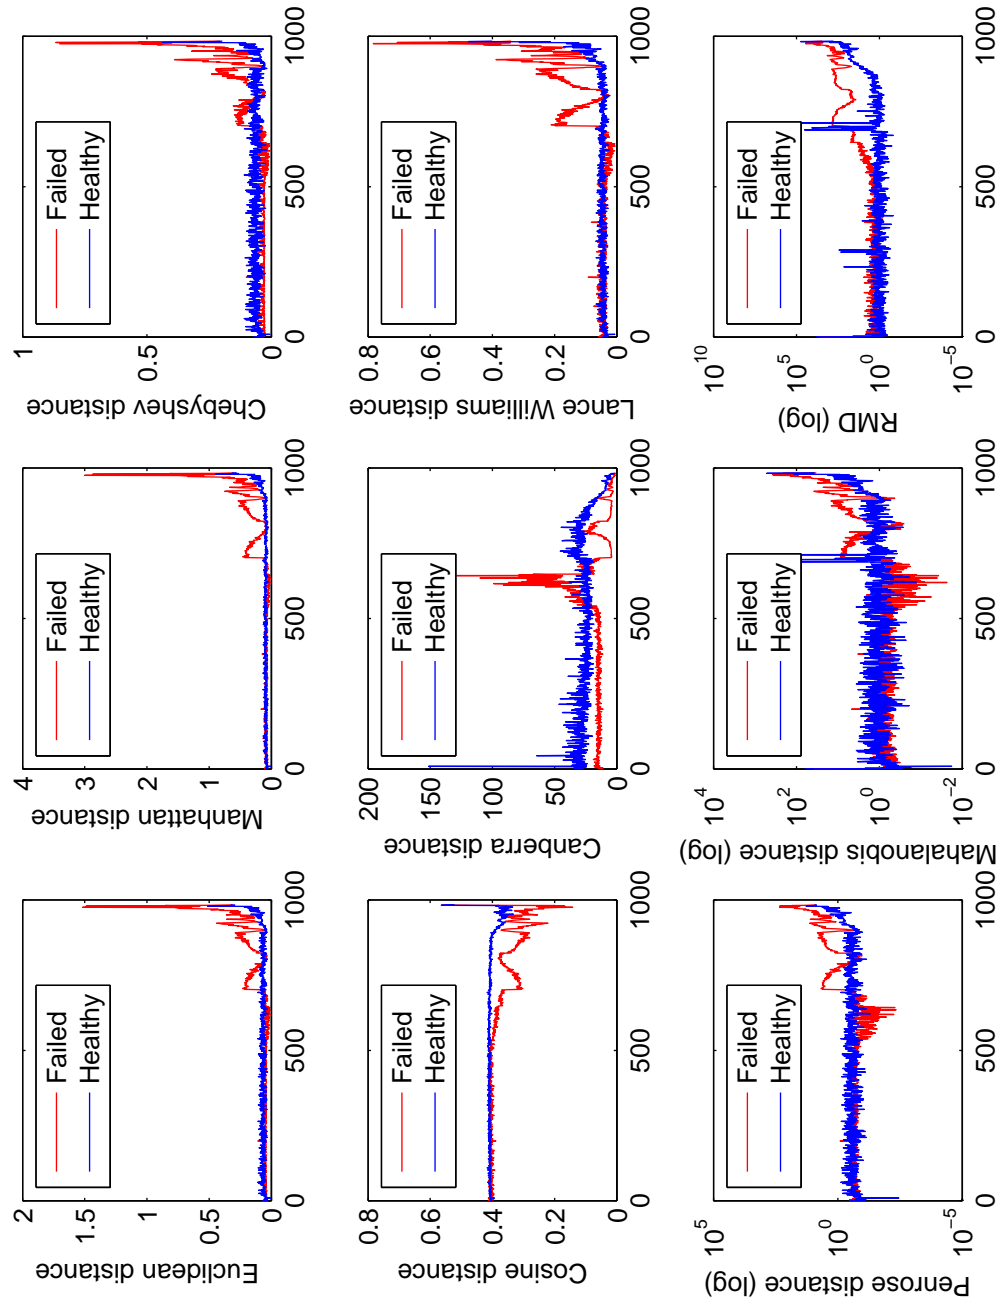 Euclidean distance
2
1.5
1
0.5
0
Failed
Healthy
0
500
1000
Manhattan distance
4
3
2
1
0
Failed
Healthy
0
500
1000
Chebyshev distance
1
0.5
0
Failed
Healthy
0
500
1000
Cosine distance
0.8
0.6
0.4
0.2
0
Failed
Healthy
0
500
1000
Canberra distance
200
150
100
50
0
Failed
Healthy
0
500
1000
Lance Williams distance
0.8
0.6
0.4
0.2
0
Failed
Healthy
0
500
1000
Penrose distance (log)
10^5
10^0
10^-5
Failed
Healthy
0
500
1000
Mahalanobis distance (log)
10^4
10^2
10^0
10^-2
Failed
Healthy
0
500
1000
RMD (log)
10^10
10^5
10^0
10^-5
Failed
Healthy
0
500
1000